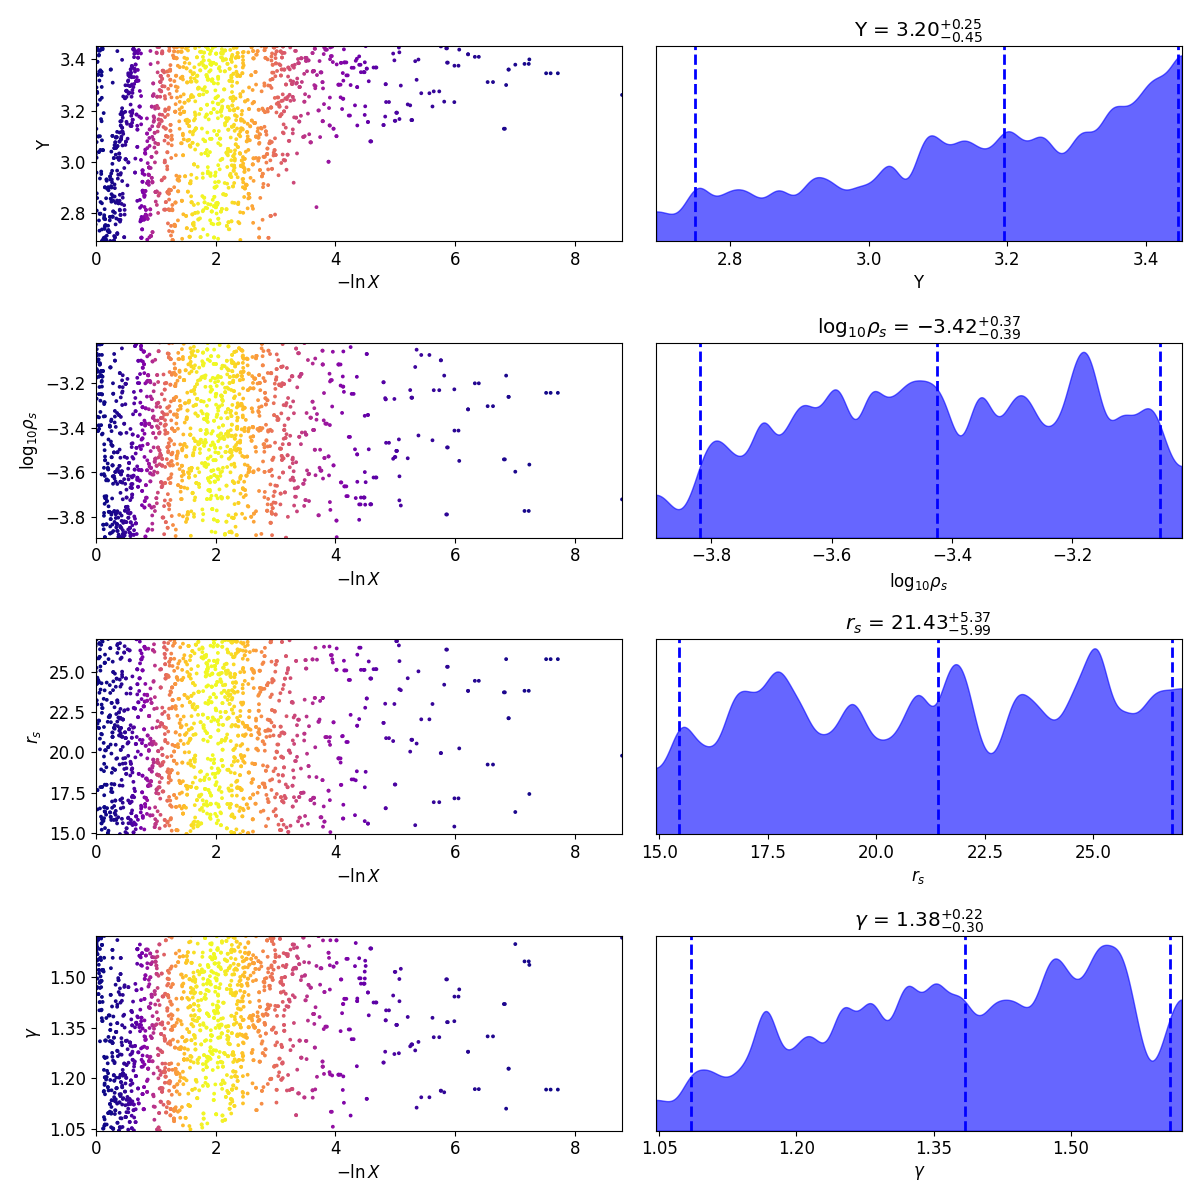 Y = 3.20+0.25 −0.45
3.4
3.2
3.0
2.8
Y
0 2 4 6 8
−ln X
2.8 3.0 3.2 3.4
Y
log10ρs = −3.42+0.37 −0.39
−3.2
−3.4
−3.6
−3.8
log10ρs
0 2 4 6 8
−ln X
−3.8 −3.6 −3.4 −3.2
log10ρs
rs = 21.43+5.37 −5.99
25.0
22.5
20.0
17.5
15.0
rs
0 2 4 6 8
−ln X
15.0 17.5 20.0 22.5 25.0
rs
γ = 1.38+0.22 −0.30
1.50
1.35
1.20
1.05
γ
0 2 4 6 8
−ln X
1.05 1.20 1.35 1.50
γ